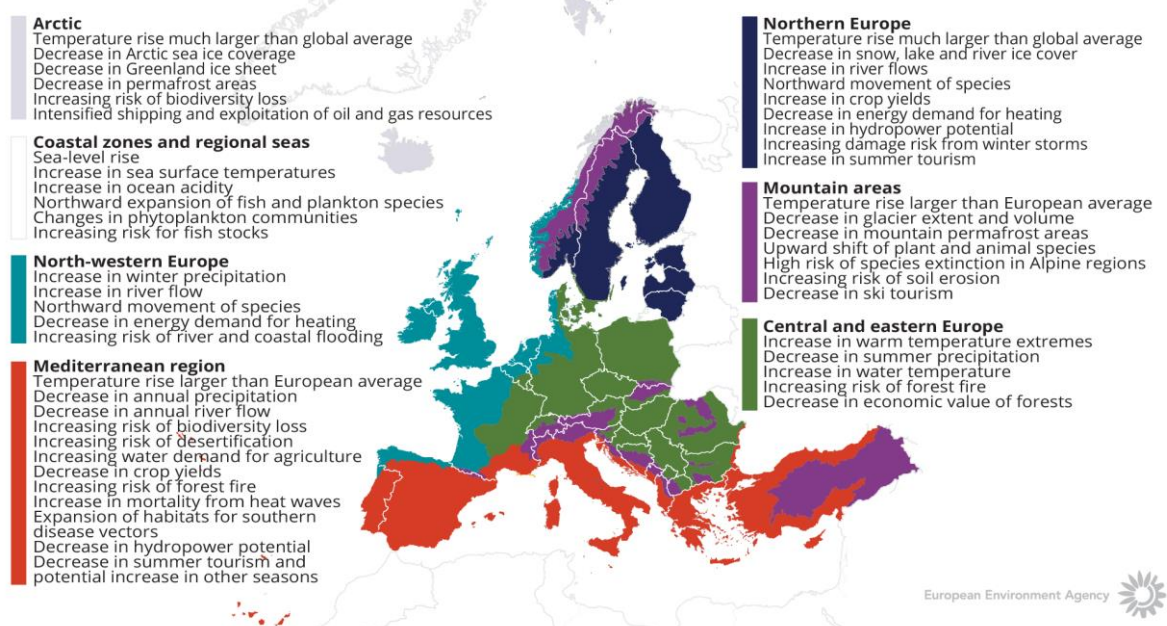 Arctic
Temperature rise much larger than global average
Decrease in Arctic sea ice coverage
Decrease in Greenland ice sheet
Decrease in permafrost areas
Increasing risk of biodiversity loss
Intensified shipping and exploitation of oil and gas resources
Coastal zones and regional seas
Sea-level rise
Increase in sea surface temperatures
Increase in ocean acidity
Northward expansion of fish and plankton species
Changes in phytoplankton communities
Increasing risk for fish stocks
North-western Europe
Increase in winter precipitation
Increase in river flow
Northward movement of species
Decrease in energy demand for heating
Increasing risk of river and coastal flooding
Mediterranean region
Temperature rise larger than European average
Decrease in annual precipitation
Decrease in annual river flow
Increasing risk of biodiversity loss
Increasing risk of desertification
Increasing water demand for agriculture
Decrease in crop yields
Increasing risk of forest fire
Increase in mortality from heat waves
Expansion of habitats for southern
disease vectors
Decrease in hydropower potential
Decrease in summer tourism and
potential increase in other seasons
Northern Europe
Temperature rise much larger than global average
Decrease in snow, lake and river ice cover
Increase in river flows
Northward movement of species
Increase in crop yields
Decrease in energy demand for heating
Increase in hydropower potential
Increasing damage risk from winter storms
Increase in summer tourism
Mountain areas
Temperature rise larger than European average
Decrease in glacier extent and volume
Decrease in mountain permafrost areas
Upward shift of plant and animal species
High risk of species extinction in Alpine regions
Increasing risk of soil erosion
Decrease in ski tourism
Central and eastern Europe
Increase in warm temperature extremes
Decrease in summer precipitation
Increase in water temperature
Increasing risk of forest fire
Decrease in economic value of forests
European Environment Agency